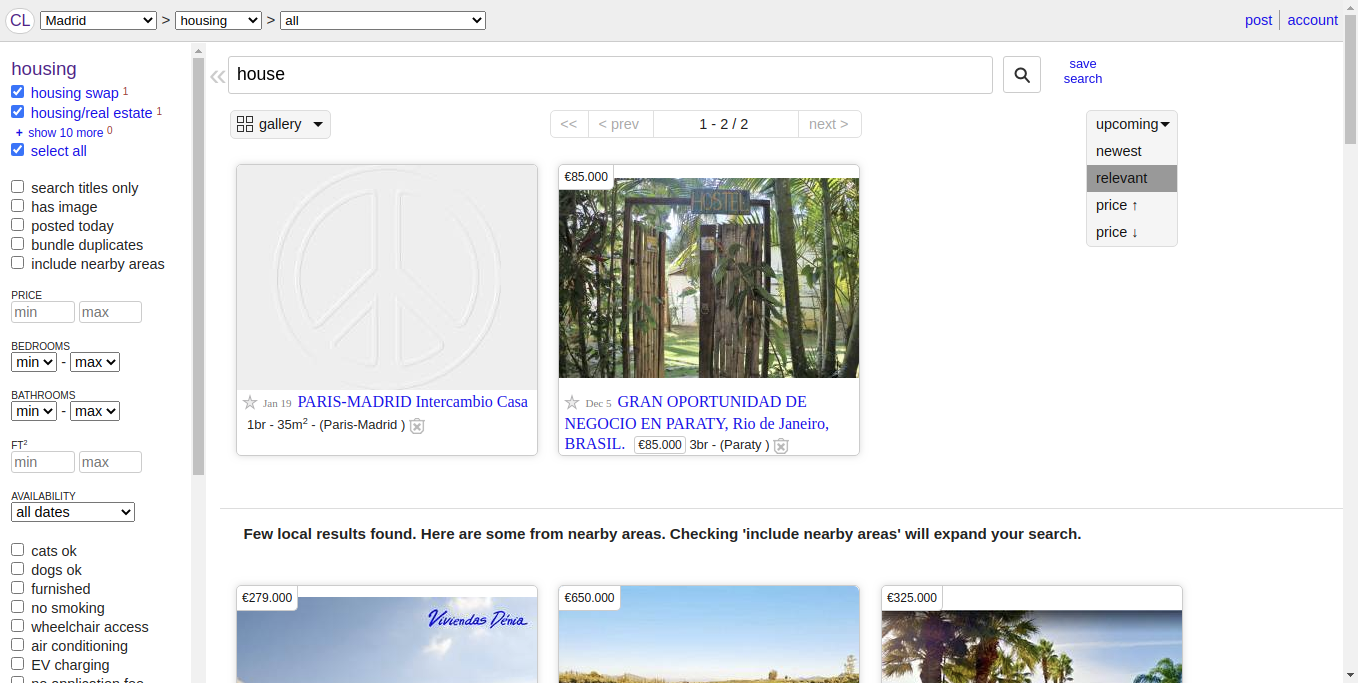 CL Madrid > housing > all post account
housing
housing swap 1
housing/real estate 1
+ show 10 more 0
select all
search titles only
has image
posted today
bundle duplicates
include nearby areas
PRICE
min max
BEDROOMS
min - max
BATHROOMS
min - max
FT²
min max
AVAILABILITY
all dates
cats ok
dogs ok
furnished
no smoking
wheelchair access
air conditioning
EV charging
no application fee
« house
save
search
gallery
<< < prev 1 - 2 / 2 next >
upcoming
newest
relevant
price ↑
price ↓
€85.000
HOSTEL
Jan 19 PARIS-MADRID Intercambio Casa
1br - 35m² - (Paris-Madrid )
Dec 5 GRAN OPORTUNIDAD DE
NEGOCIO EN PARATY, Rio de Janeiro,
BRASIL. €85.000 3br - (Paraty )
Few local results found. Here are some from nearby areas. Checking 'include nearby areas' will expand your search.
€279.000
Viviendas Dénia
€650.000
€325.000